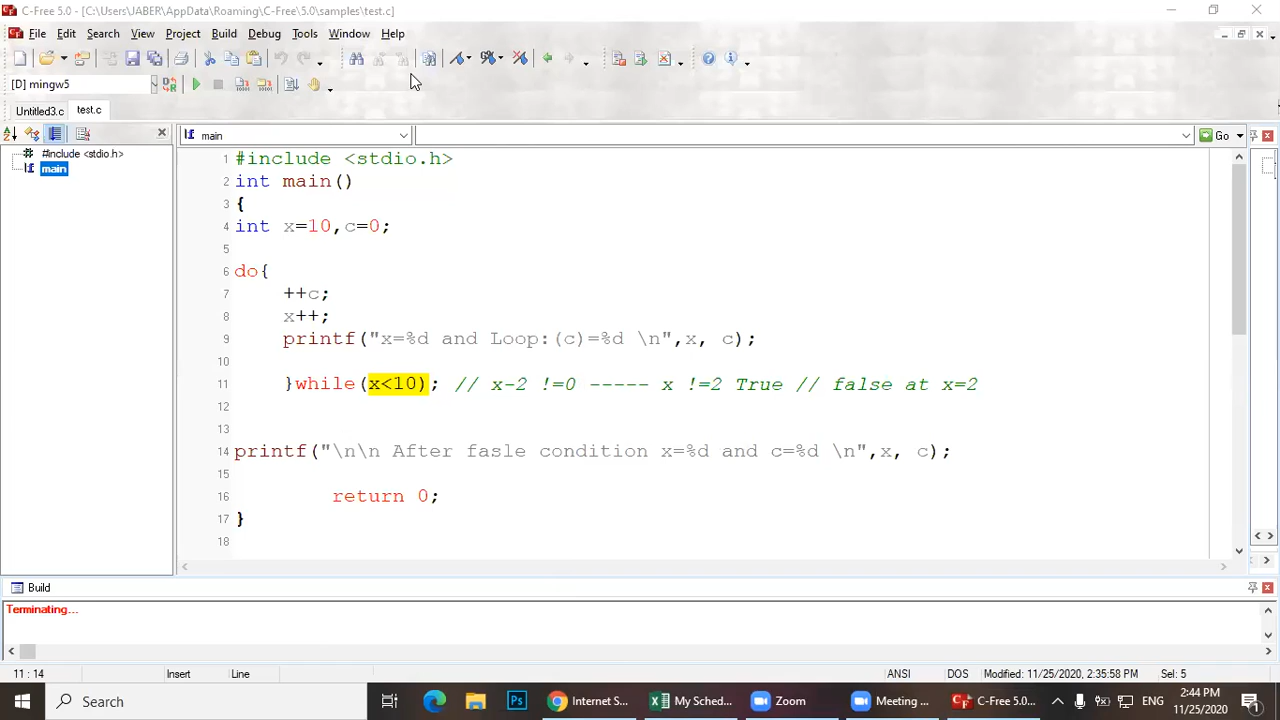 C-Free 5.0 - [C:\Users\JABER\AppData\Roaming\C-Free\5.0\samples\test.c]
File Edit Search View Project Build Debug Tools Window Help
[D] mingw5
Untitled3.c test.c
main Go
#include <stdio.h>
main
1 #include <stdio.h>
2 int main()
3 {
4 int x=10,c=0;
5
6 do{
7 ++c;
8 x++;
9 printf("x=%d and Loop:(c)=%d \n",x, c);
10
11 }while(x<10); // x-2 !=0 ----- x !=2 True // false at x=2
12
13
14 printf("\n\n After fasle condition x=%d and c=%d \n",x, c);
15
16 return 0;
17 }
18
Build
Terminating...
11 : 14 Insert Line ANSI DOS Modified: 11/25/2020, 2:35:58 PM Sel: 5
Search Internet S... My Sched... Zoom Meeting ... C-Free 5.0... ENG 2:44 PM
11/25/2020